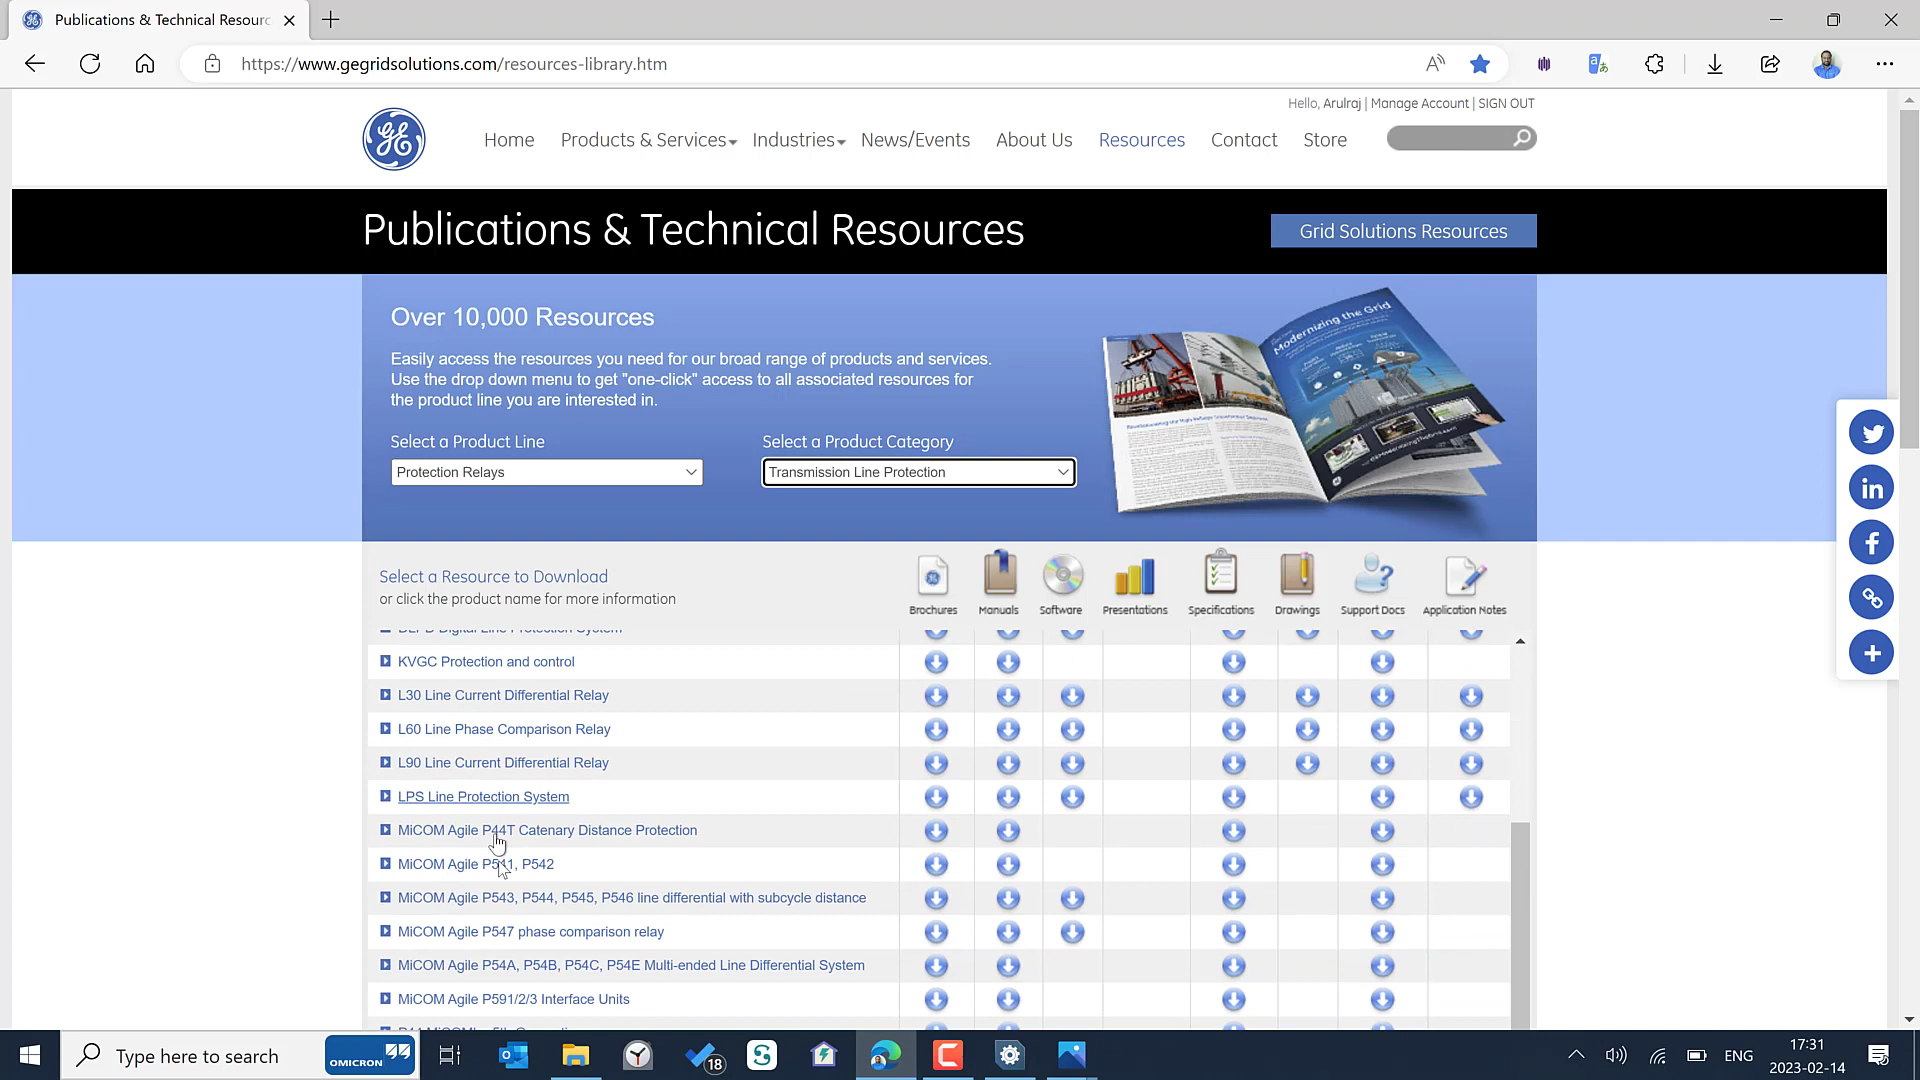 Publications & Technical Resourc
https://www.gegridsolutions.com/resources-library.htm
Hello, Arulraj | Manage Account | SIGN OUT
Home Products & Services Industries News/Events About Us Resources Contact Store
Publications & Technical Resources
Grid Solutions Resources
Over 10,000 Resources
Easily access the resources you need for our broad range of products and services.
Use the drop down menu to get "one-click" access to all associated resources for
the product line you are interested in.
Modernizing the Grid
Select a Product Line Select a Product Category
Protection Relays Transmission Line Protection
Select a Resource to Download
or click the product name for more information
Brochures Manuals Software Presentations Specifications Drawings Support Docs Application Notes
KVGC Protection and control
L30 Line Current Differential Relay
L60 Line Phase Comparison Relay
L90 Line Current Differential Relay
LPS Line Protection System
MiCOM Agile P44T Catenary Distance Protection
MiCOM Agile P541, P542
MiCOM Agile P543, P544, P545, P546 line differential with subcycle distance
MiCOM Agile P547 phase comparison relay
MiCOM Agile P54A, P54B, P54C, P54E Multi-ended Line Differential System
MiCOM Agile P591/2/3 Interface Units
Type here to search
OMICRON
18
ENG
17:31
2023-02-14